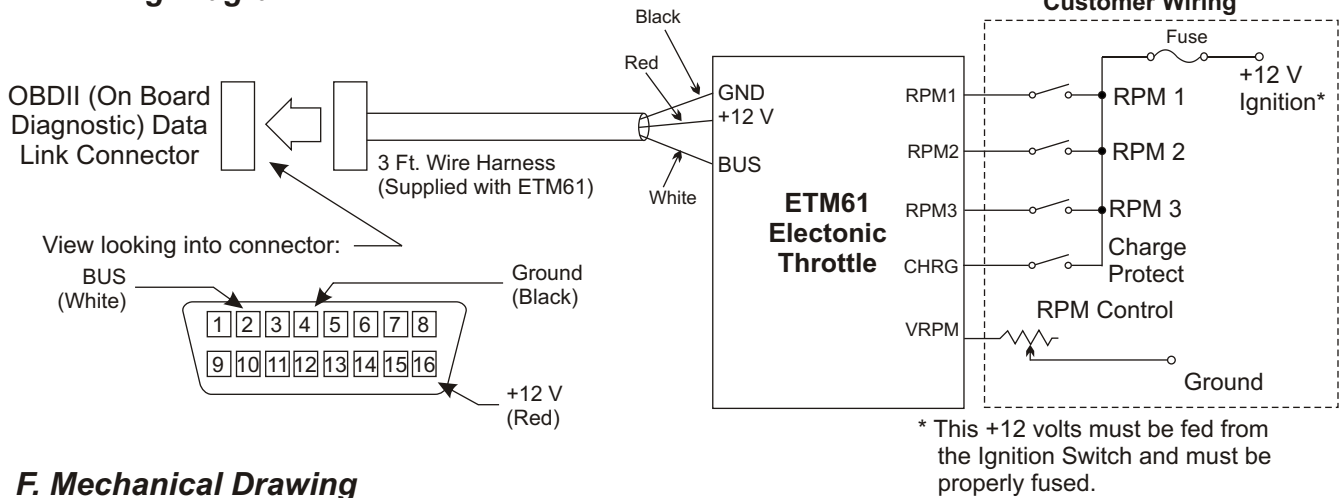 Customer Wiring
Black
Red
Fuse
+12 V
Ignition*
OBDII (On Board
Diagnostic) Data
Link Connector
3 Ft. Wire Harness
(Supplied with ETM61)
White
GND
+12 V
BUS
ETM61
Electonic
Throttle
RPM1
RPM2
RPM3
CHRG
VRPM
RPM 1
RPM 2
RPM 3
Charge
Protect
RPM Control
Ground
View looking into connector:
BUS
(White)
Ground
(Black)
1 2 3 4 5 6 7 8
9 10 11 12 13 14 15 16
+12 V
(Red)
* This +12 volts must be fed from
the Ignition Switch and must be
properly fused.
F. Mechanical Drawing